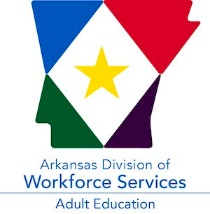 Arkansas Division of
Workforce Services
Adult Education